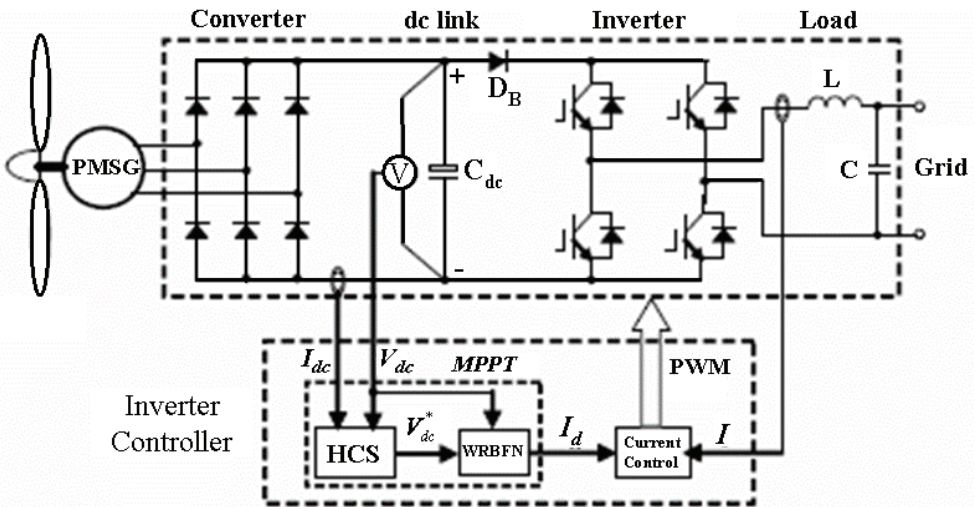 Converter dc link Inverter Load
+
D_B
L
PMSG
V
C_dc
C
Grid
-
I_dc
V_dc
MPPT
PWM
Inverter
Controller
V*_dc
I_d
I
HCS
WRBFN
Current
Control